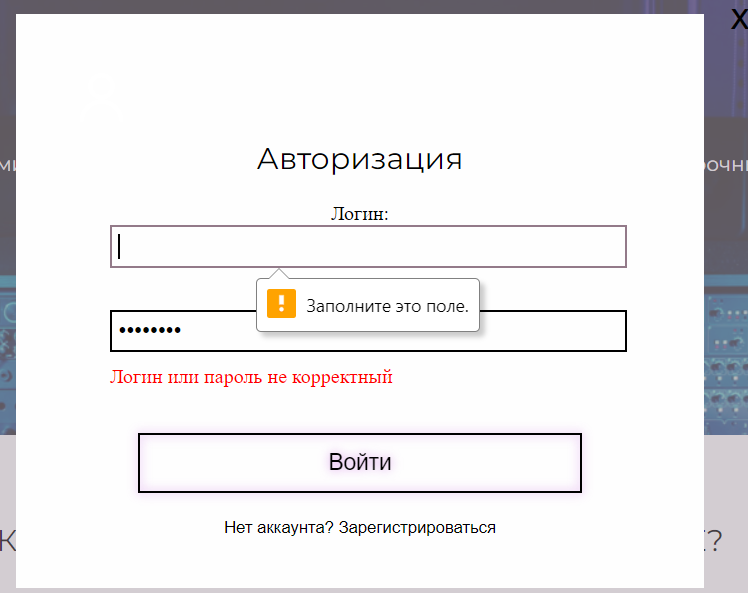 X
Авторизация
Логин:
Заполните это поле.
••••••••
Логин или пароль не корректный
Войти
Нет аккаунта? Зарегистрироваться